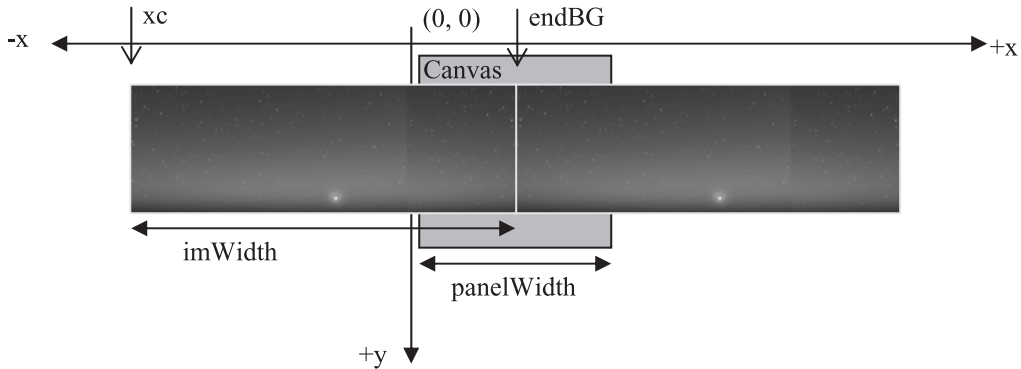 xc
(0, 0)
endBG
-x
+x
Canvas
imWidth
panelWidth
+y